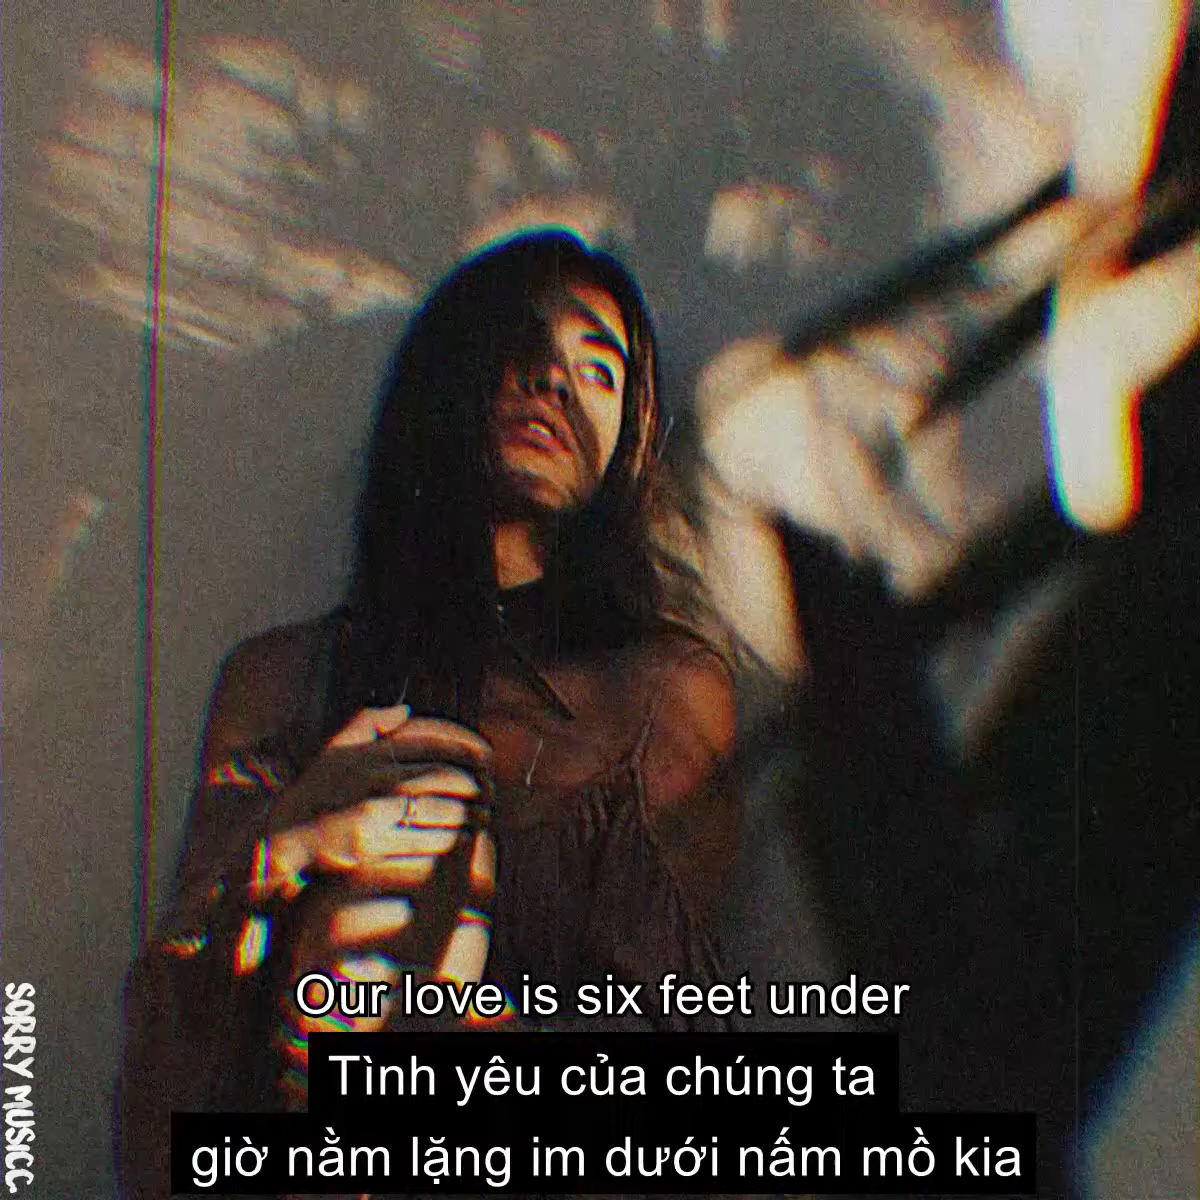 Our love is six feet under
Tình yêu của chúng ta
giờ nằm lặng im dưới nấm mồ kia
SORRY MUSICC.